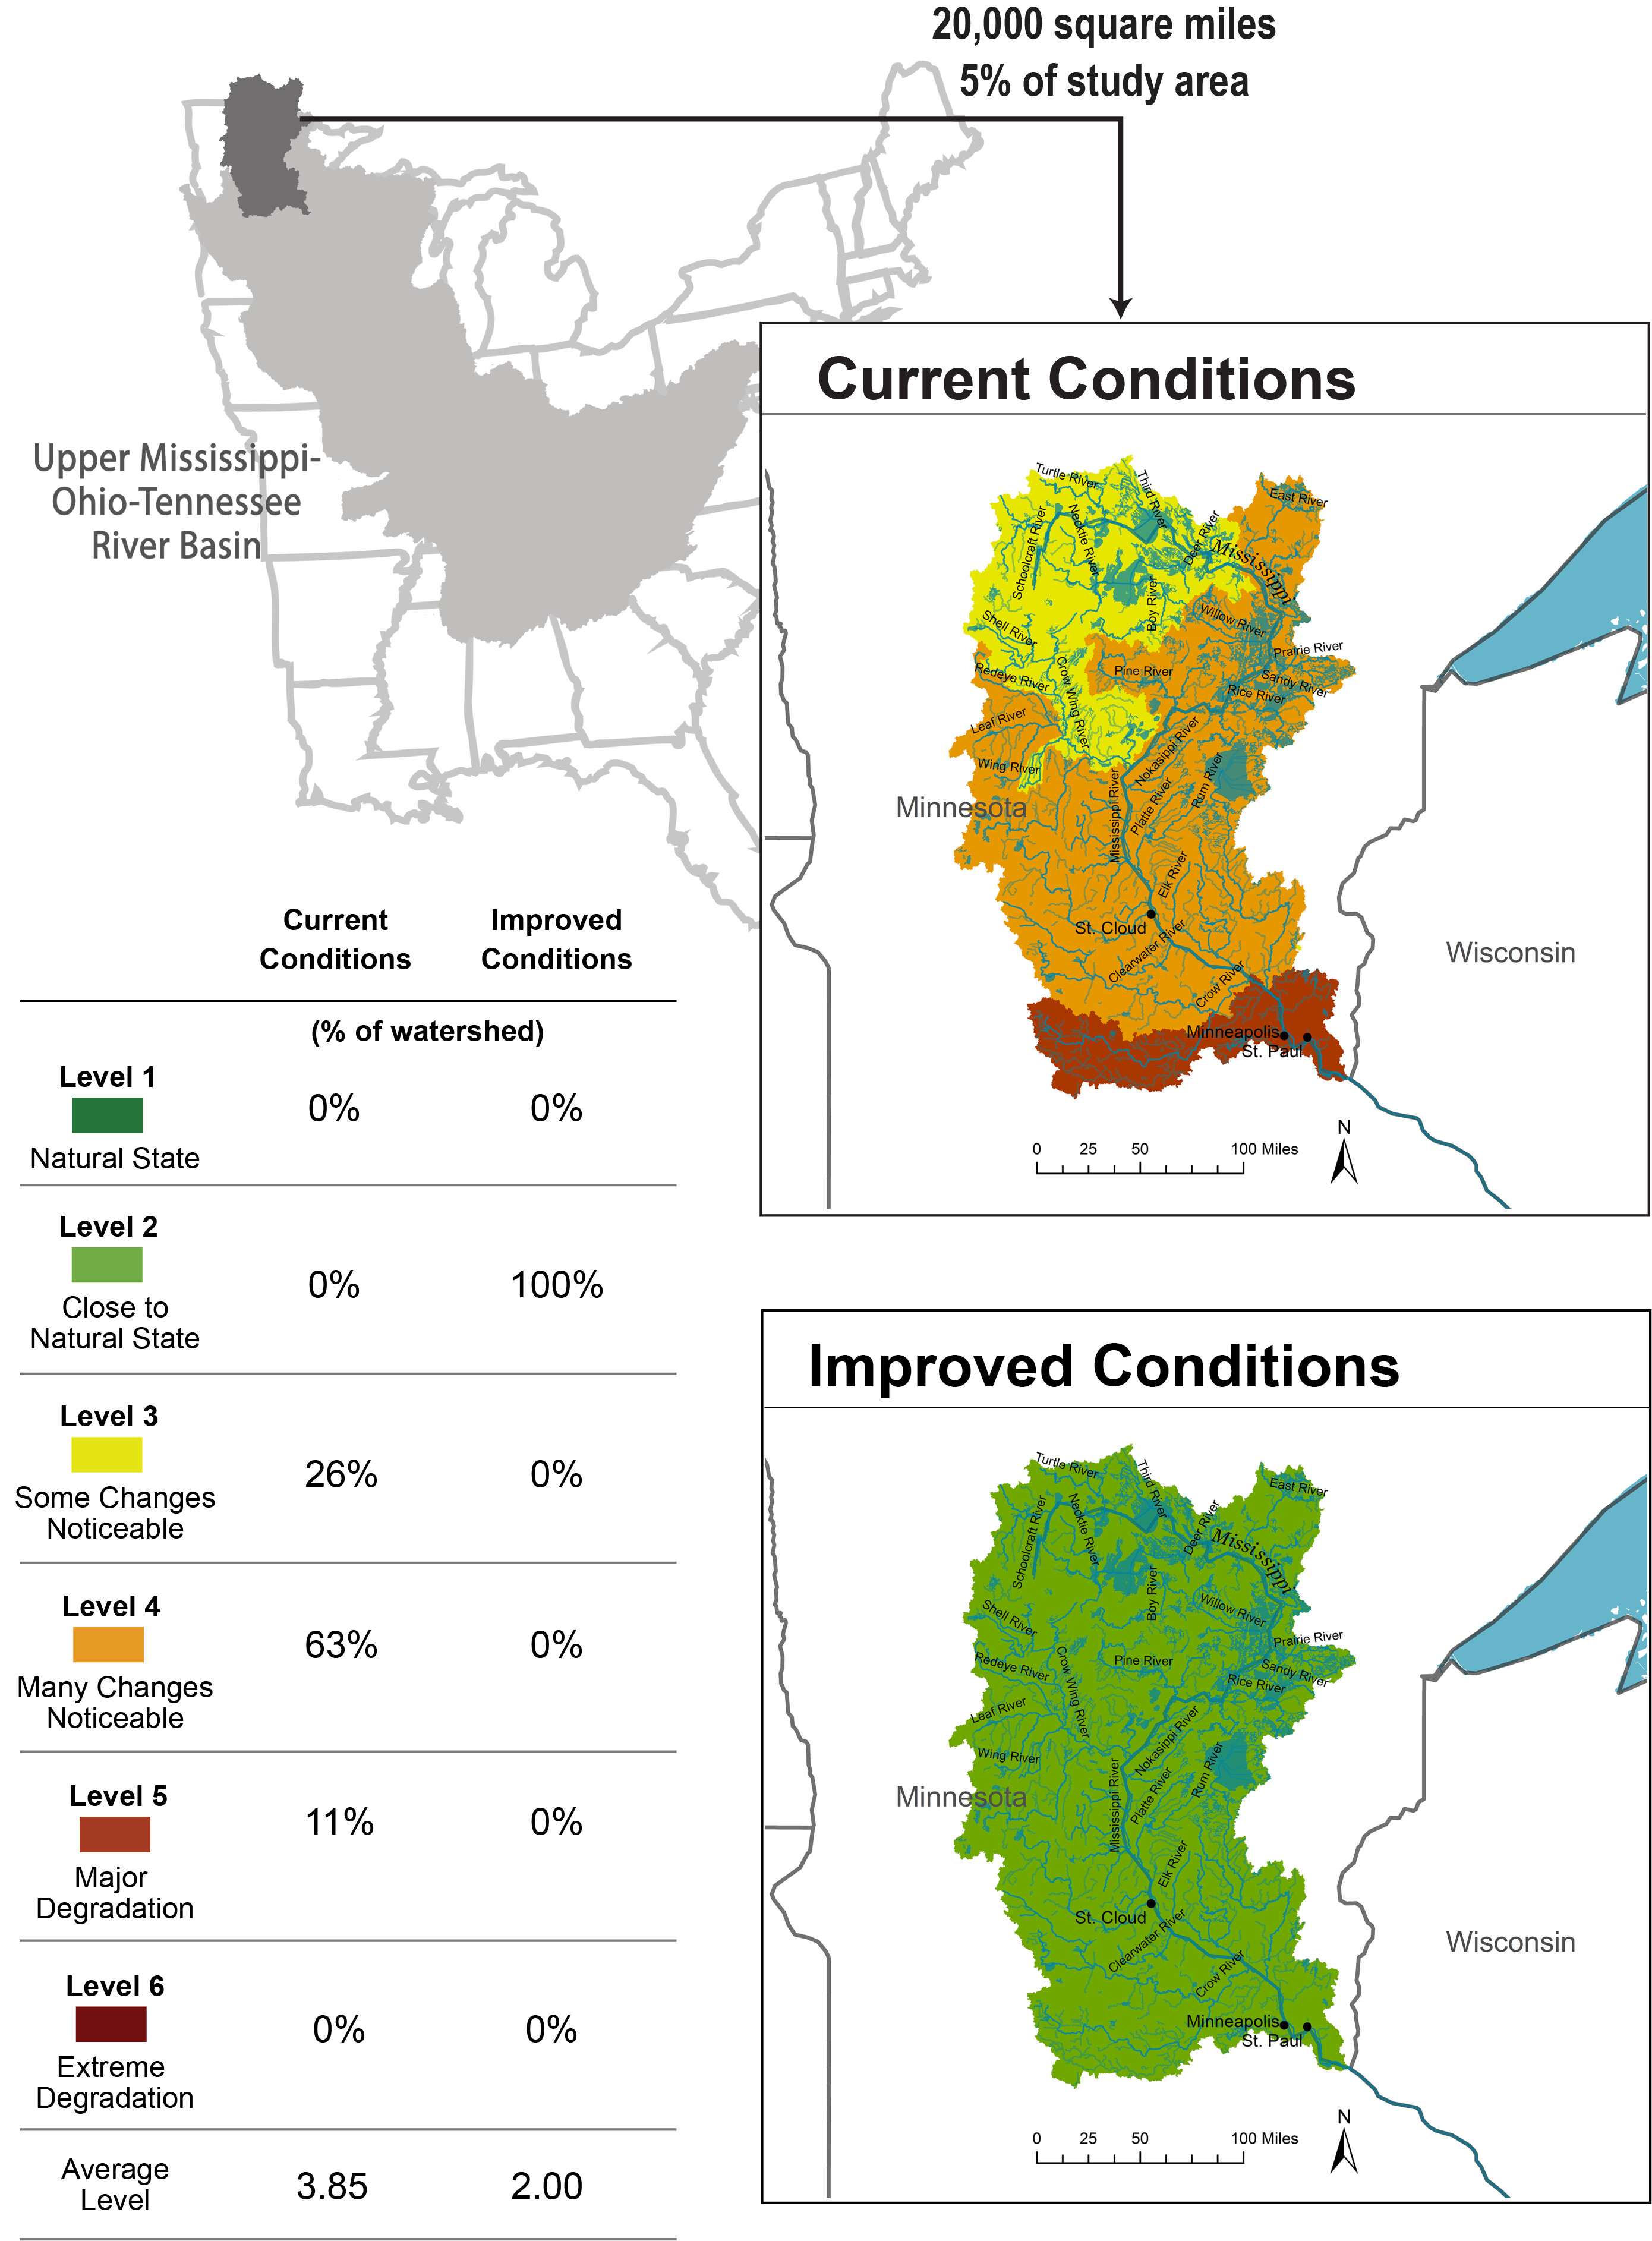 20,000 square miles
5% of study area
Upper Mississippi-
Ohio-Tennessee
River Basin
Current Conditions
Turtle River
Third River
East River
Schoolcraft River
Necktie River
Deer River
Mississippi
Boy River
Shell River
Willow River
Prairie River
Redeye River
Crow Wing River
Pine River
Sandy River
Rice River
Leaf River
Nokasippi River
Wing River
Mississippi River
Platte River
Rum River
Minnesota
Elk River
St. Cloud
Clearwater River
Wisconsin
Crow River
Minneapolis
St. Paul
N
0 25 50 100 Miles
Current
Conditions
Improved
Conditions
(% of watershed)
Level 1
0% 0%
Natural State
Level 2
0% 100%
Close to
Natural State
Level 3
26% 0%
Some Changes
Noticeable
Level 4
63% 0%
Many Changes
Noticeable
Level 5
11% 0%
Major
Degradation
Level 6
0% 0%
Extreme
Degradation
Average
Level
3.85 2.00
Improved Conditions
Turtle River
Third River
East River
Schoolcraft River
Necktie River
Deer River
Mississippi
Boy River
Shell River
Willow River
Prairie River
Redeye River
Crow Wing River
Pine River
Sandy River
Rice River
Leaf River
Nokasippi River
Wing River
Mississippi River
Platte River
Rum River
Minnesota
Elk River
St. Cloud
Clearwater River
Wisconsin
Crow River
Minneapolis
St. Paul
N
0 25 50 100 Miles